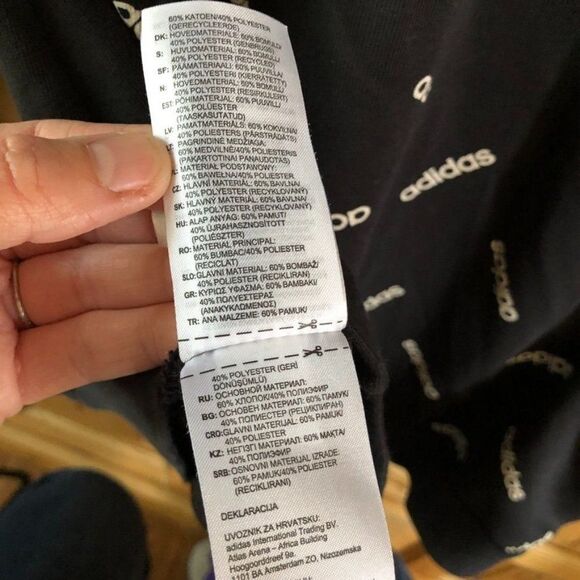 60% KATOEN/40% POLYESTER
(GERECYCLEERD)
DK: HOVEDMATERIALE: 60% BOMULD/
40% POLYESTER (GENBRUGES)
S: HUVUDMATERIAL: 60% BOMULL/
40% POLYESTER (RECYCLED)
SF: PÄÄMATERIAALI: 60% PUUVILLA/
40% POLYESTERI (KIERRÄTETTY)
N: HOVEDMATERIAL: 60% BOMULL/
40% POLYESTER (RESIRKULERT)
EST: PÕHIMATERJAL: 60% PUUVILL/
40% POLÜESTER
(TAASKASUTATUD)
LV: PAMATMATERIĀLS: 60% KOKVILNA/
40% POLIESTERS (PĀRSTRĀDĀTS)
PAGRINDINĖ MEDŽIAGA:
60% MEDVILNĖ/40% POLIESTERIS
(PAKARTOTINAI PANAUDOTAS)
MATERIAŁ PODSTAWOWY:
60% BAWEŁNA/40% POLIESTER
CZ: HLAVNÍ MATERIÁL: 60% BAVLNA/
40% POLYESTER (RECYKLOVANÝ)
SK: HLAVNÝ MATERIÁL: 60% BAVLNA/
40% POLYESTER (RECYKLOVANÝ)
HU: ALAP ANYAG: 60% PAMUT/
40% ÚJRAHASZNOSÍTOTT
(POLIÉSZTER)
RO: MATERIAL PRINCIPAL:
60% BUMBAC/40% POLIESTER
(RECICLAT)
SLO: GLAVNI MATERIAL: 60% BOMBAŽ/
40% POLIESTER (RECIKLIRAN)
GR: ΚΥΡΙΩΣ ΥΦΑΣΜΑ: 60% ΒΑΜΒΑΚΙ/
40% ΠΟΛΥΕΣΤΕΡΑΣ
(ΑΝΑΚΥΚΛΩΜΕΝΟΣ)
TR: ANA MALZEME: 60% PAMUK/
40% POLYESTER (GERİ
DÖNÜŞÜMLÜ)
RU: ОСНОВНОЙ МАТЕРИАЛ:
60% ХЛОПОК/40% ПОЛИЭФИР
BG: ОСНОВЕН МАТЕРИАЛ: 60% ПАМУК/
40% ПОЛИЕСТЕР (РЕЦИКЛИРАН)
CRO: GLAVNI MATERIJAL: 60% PAMUK/
40% POLIESTER
KZ: НЕГІЗГІ МАТЕРИАЛ: 60% МАҚТА/
40% ПОЛИЭФИР
SRB: OSNOVNI MATERIJAL IZRADE:
60% PAMUK/40% POLIESTER
(RECIKLIRANI)
DEKLARACIJA
UVOZNIK ZA HRVATSKU:
adidas International Trading BV.
Atlas Arena – Africa Building
Hoogoorddreef 9a.
1101 BA Amsterdam ZO, Nizozemska
adidas
adidas
adidas
adidas